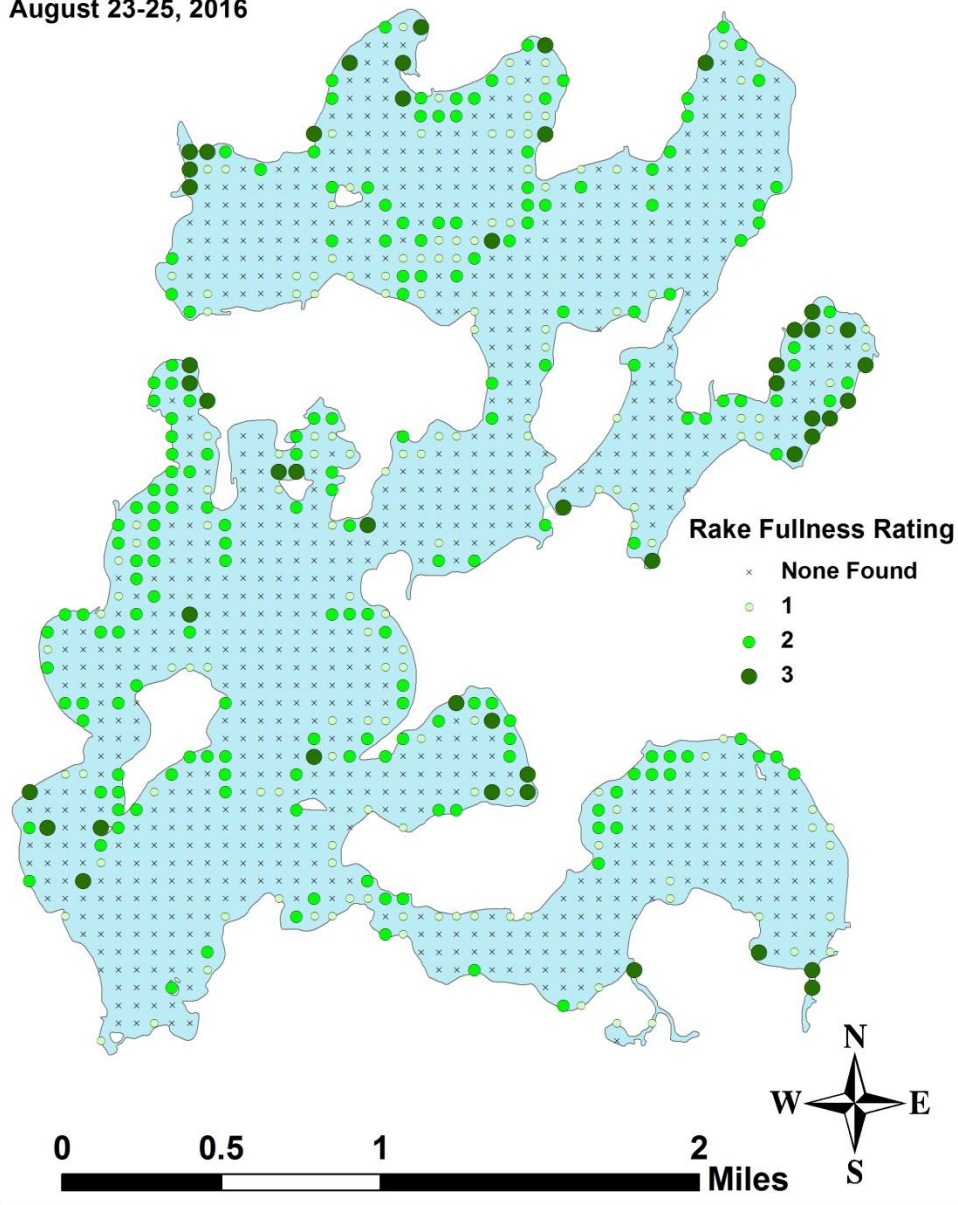 August 23-25, 2016
Rake Fullness Rating
× None Found
1
2
3
N
W E
S
0 0.5 1 2
Miles